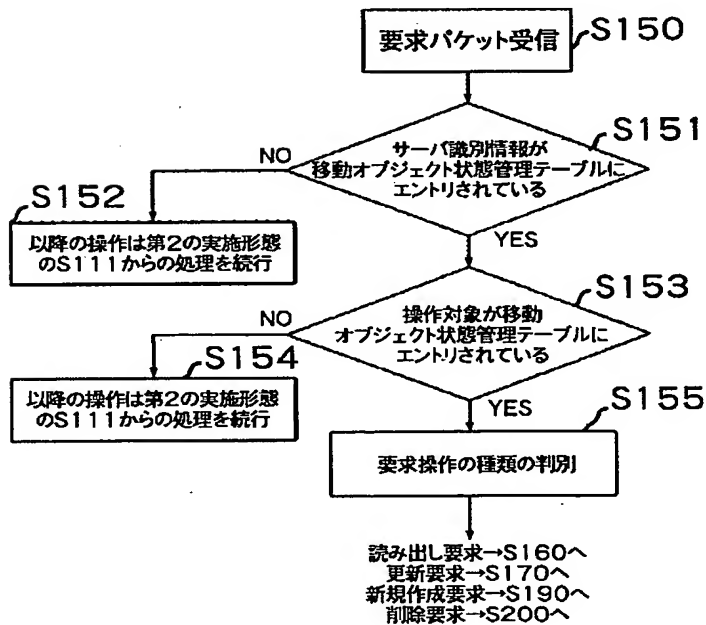 要求パケット受信
S150
サーバ識別情報が
移動オブジェクト状態管理テーブルに
エントリされている
S151
NO
YES
S152
以降の操作は第2の実施形態
のS111からの処理を続行
操作対象が移動
オブジェクト状態管理テーブルに
エントリされている
S153
NO
YES
S154
以降の操作は第2の実施形態
のS111からの処理を続行
S155
要求操作の種類の判別
読み出し要求→S160へ
更新要求→S170へ
新規作成要求→S190へ
削除要求→S200へ